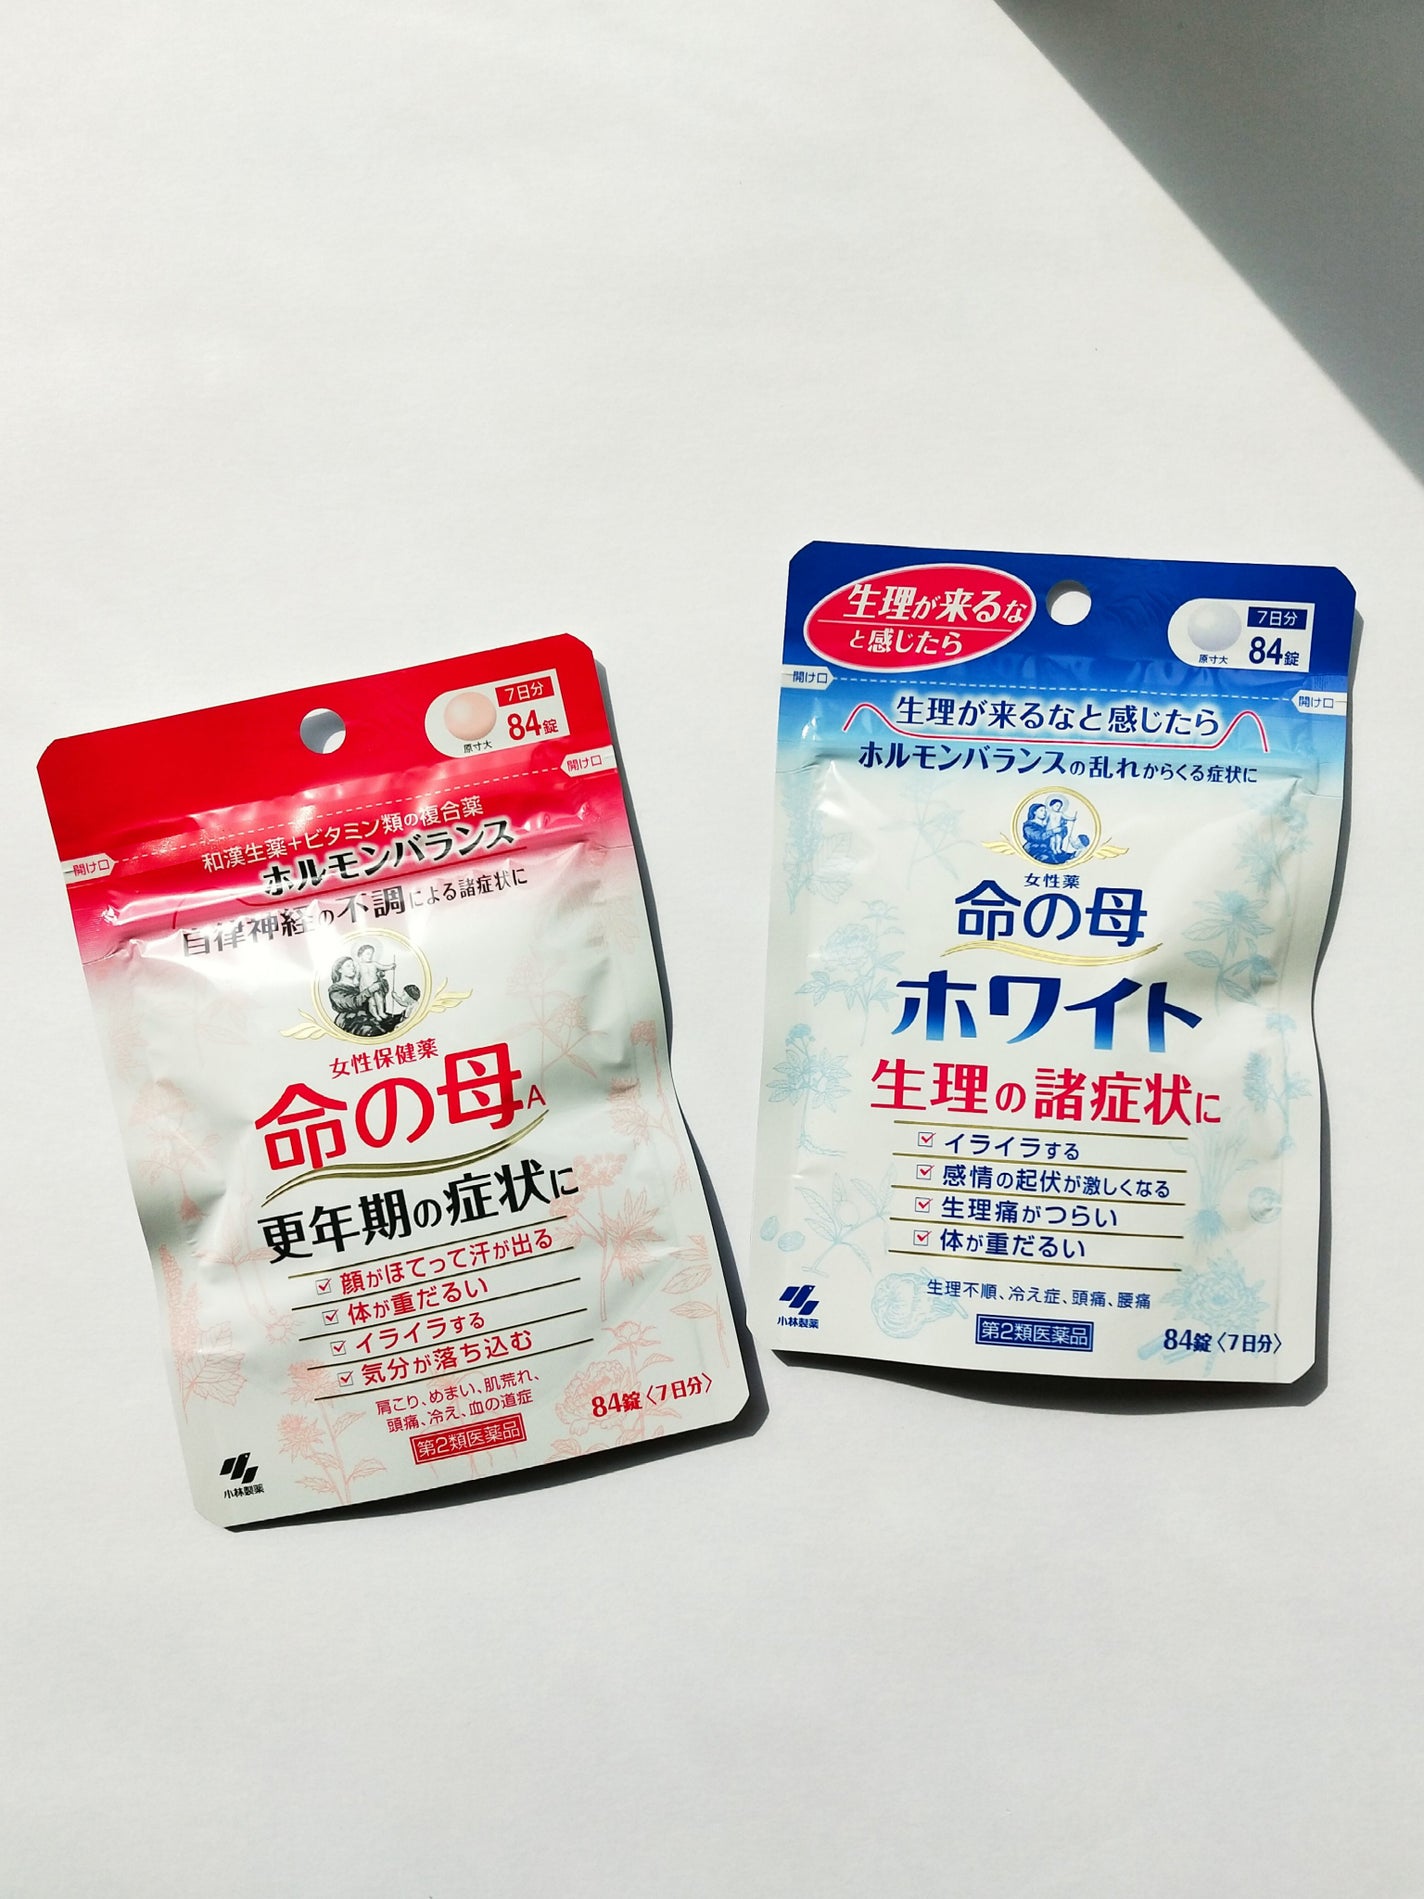 7日分
84錠
原寸大
開け口
開け口
和漢生薬+ビタミン類の複合薬
ホルモンバランス
自律神経の不調による諸症状に
女性保健薬
命の母A
更年期の症状に
顔がほてって汗が出る
体が重だるい
イライラする
気分が落ち込む
肩こり、めまい、肌荒れ、
頭痛、冷え、血の道症
第2類医薬品
84錠〈7日分〉
小林製薬
生理が来るな
と感じたら
7日分
84錠
原寸大
開け口
開け口
生理が来るなと感じたら
ホルモンバランスの乱れからくる症状に
女性薬
命の母
ホワイト
生理の諸症状に
イライラする
感情の起伏が激しくなる
生理痛がつらい
体が重だるい
生理不順、冷え症、頭痛、腰痛
第2類医薬品
84錠〈7日分〉
小林製薬